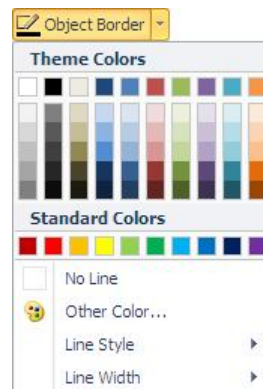 Object Border
Theme Colors
Standard Colors
No Line
Other Color...
Line Style
Line Width